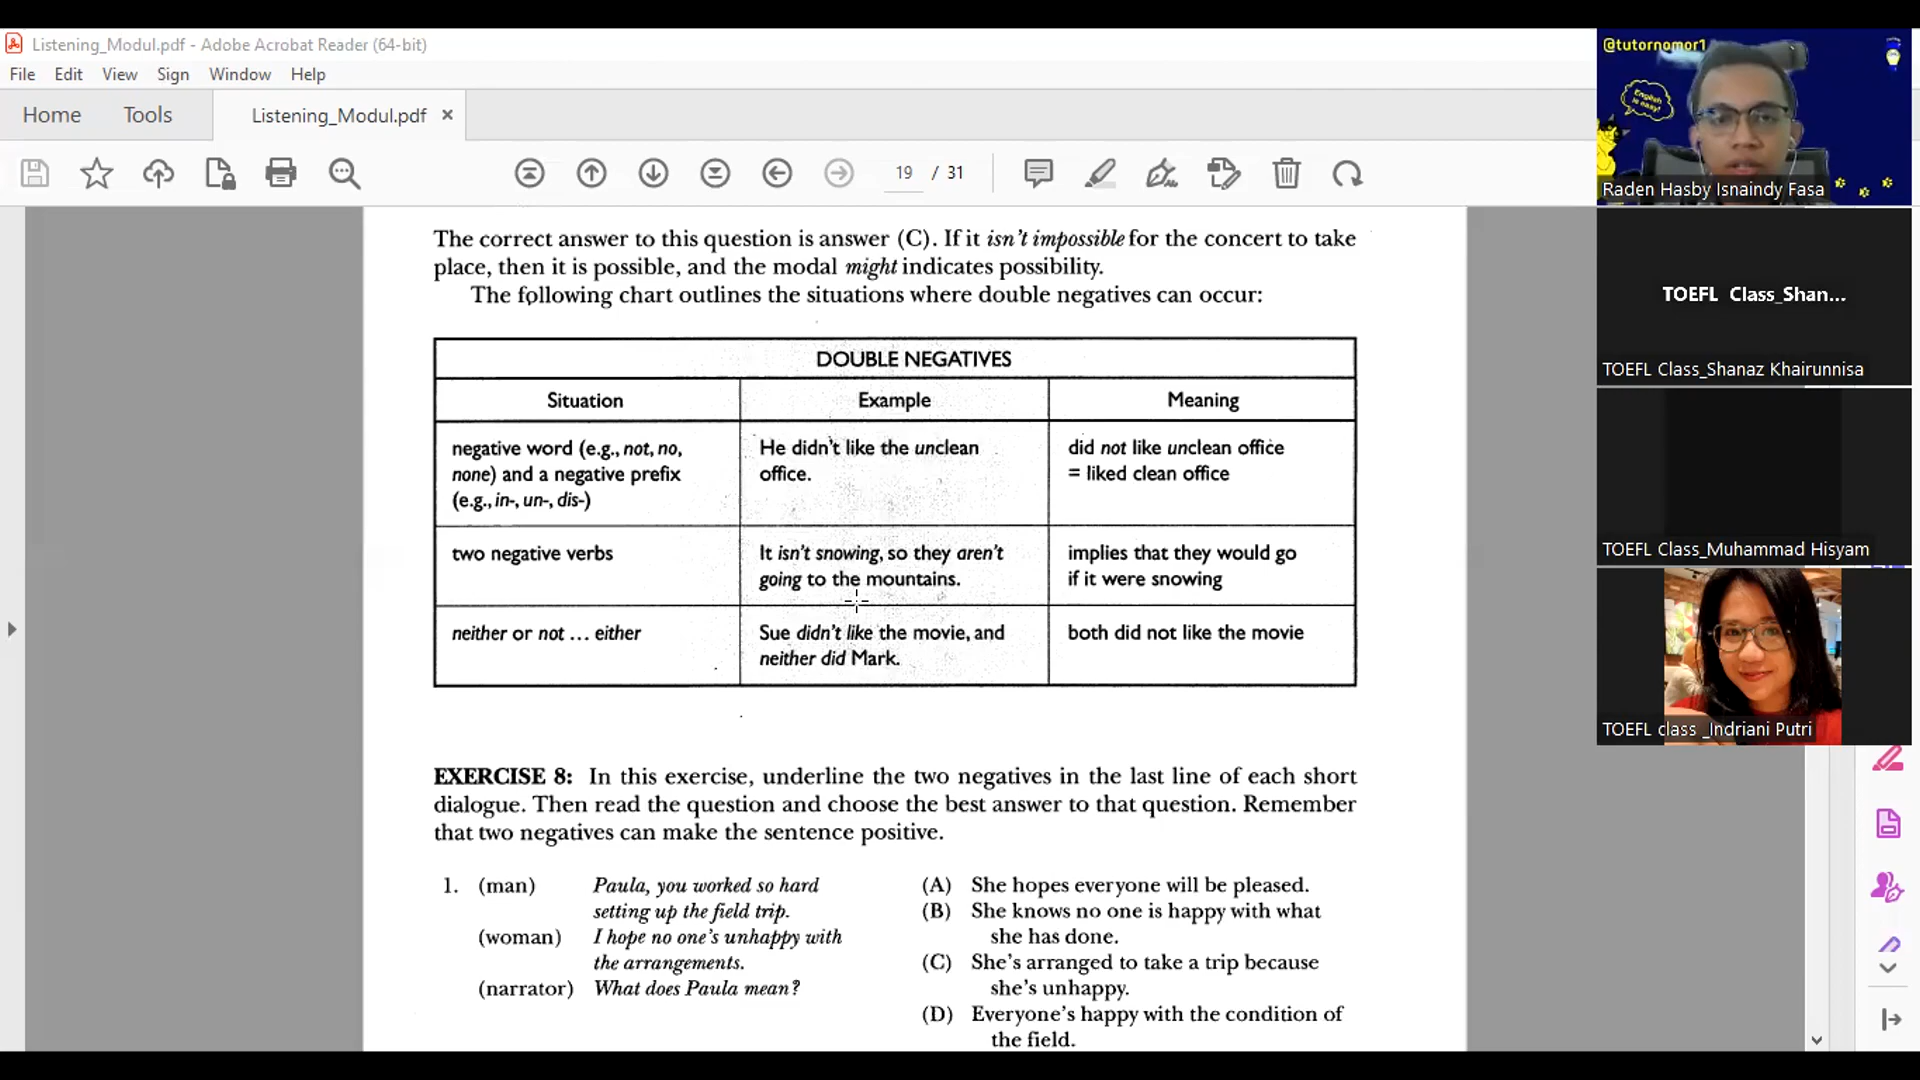 Listening_Modul.pdf - Adobe Acrobat Reader (64-bit)
File Edit View Sign Window Help
Home Tools Listening_Modul.pdf ×
19 / 31
The correct answer to this question is answer (C). If it isn't impossible for the concert to take
place, then it is possible, and the modal might indicates possibility.
The following chart outlines the situations where double negatives can occur:
DOUBLE NEGATIVES
Situation Example Meaning
negative word (e.g., not, no,
none) and a negative prefix
(e.g., in-, un-, dis-)
He didn't like the unclean
office.
did not like unclean office
= liked clean office
two negative verbs
It isn't snowing, so they aren't
going to the mountains.
implies that they would go
if it were snowing
neither or not ... either
Sue didn't like the movie, and
neither did Mark.
both did not like the movie
EXERCISE 8: In this exercise, underline the two negatives in the last line of each short
dialogue. Then read the question and choose the best answer to that question. Remember
that two negatives can make the sentence positive.
1. (man) Paula, you worked so hard
setting up the field trip.
(woman) I hope no one's unhappy with
the arrangements.
(narrator) What does Paula mean?
(A) She hopes everyone will be pleased.
(B) She knows no one is happy with what
she has done.
(C) She's arranged to take a trip because
she's unhappy.
(D) Everyone's happy with the condition of
the field.
@tutornomor1
English
is easy!
Raden Hasby Isnaindy Fasa
TOEFL Class_Shan...
TOEFL Class_Shanaz Khairunnisa
TOEFL Class_Muhammad Hisyam
TOEFL class _Indriani Putri